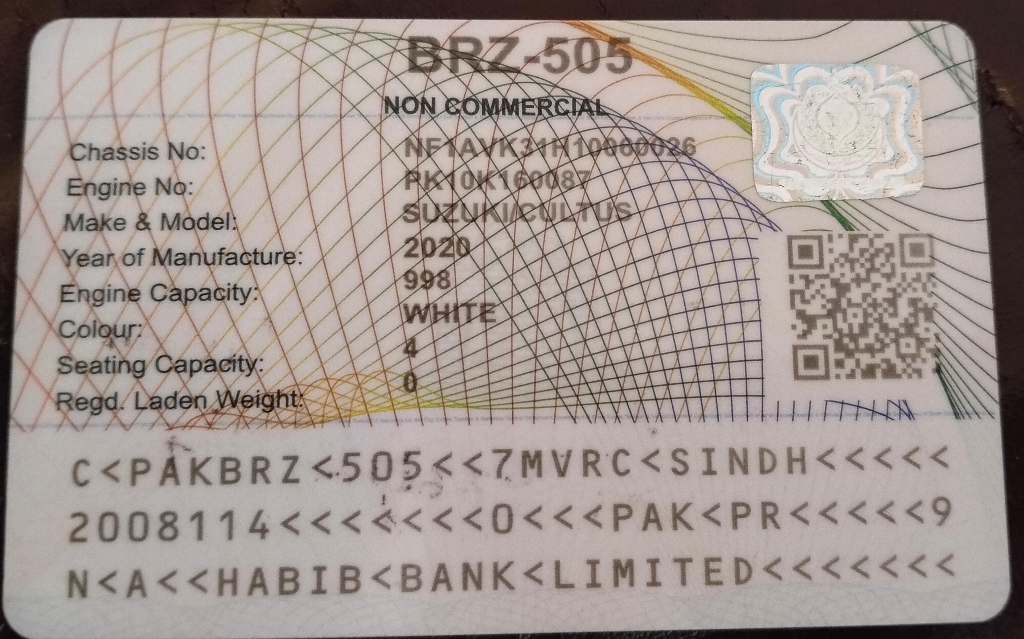 BRZ-505
NON COMMERCIAL
Chassis No: NF1AVK31H10060026
Engine No: PK10K160087
Make & Model: SUZUKI/CULTUS
Year of Manufacture: 2020
Engine Capacity: 998
Colour: WHITE
Seating Capacity: 4
Regd. Laden Weight: 0
C<PAKBRZ<505<<7MVRC<SINDH<<<<<
2008114<<<<<<<<0<<<PAK<PR<<<<<9
N<A<<HABIB<BANK<LIMITED<<<<<<<